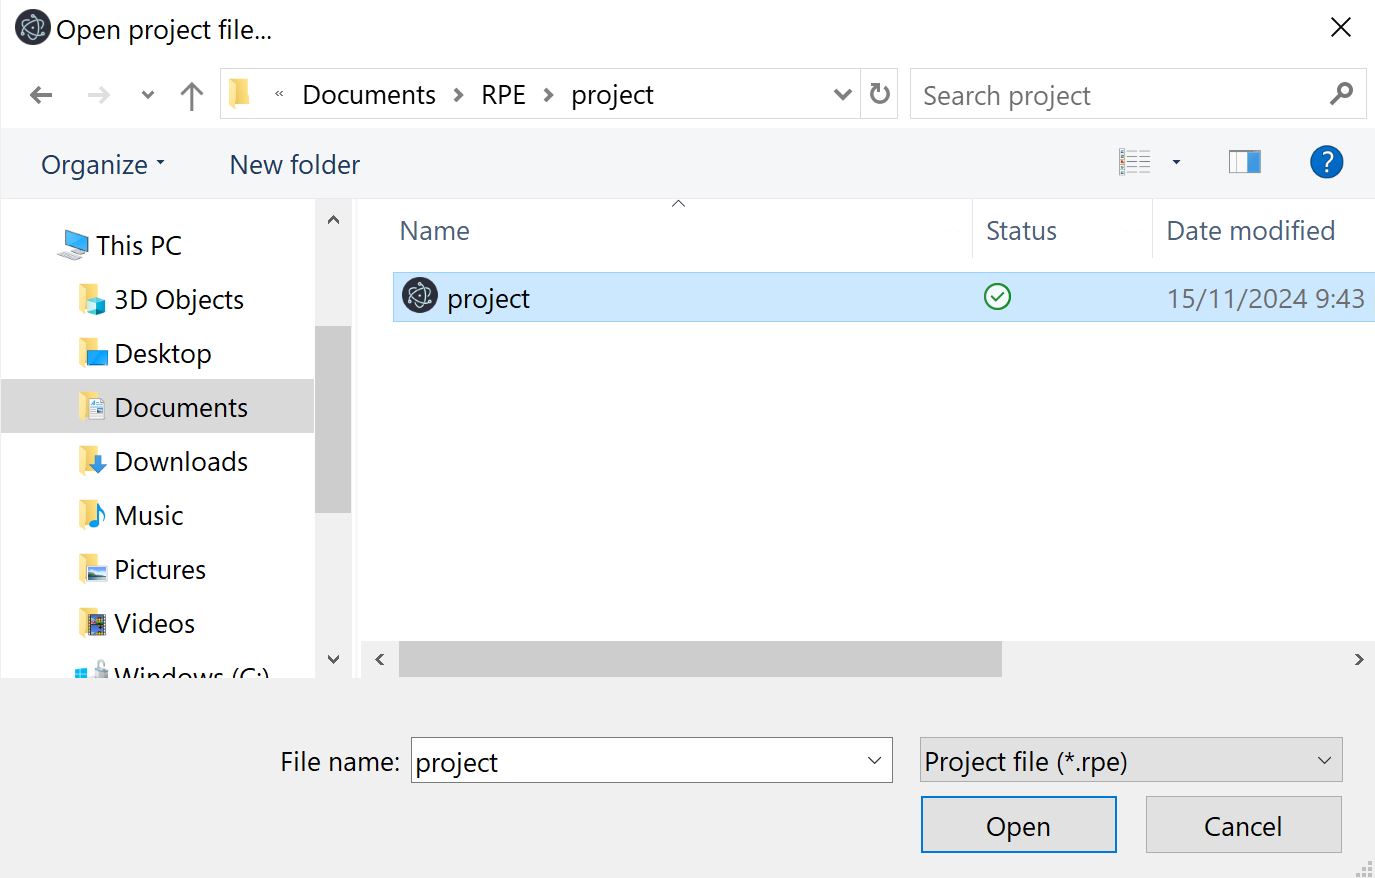 Open project file...
« Documents > RPE > project
Search project
Organize
New folder
?
Name
Status
Date modified
This PC
3D Objects
Desktop
Documents
Downloads
Music
Pictures
Videos
Windows (C:)
project
15/11/2024 9:43
File name:
project
Project file (*.rpe)
Open
Cancel